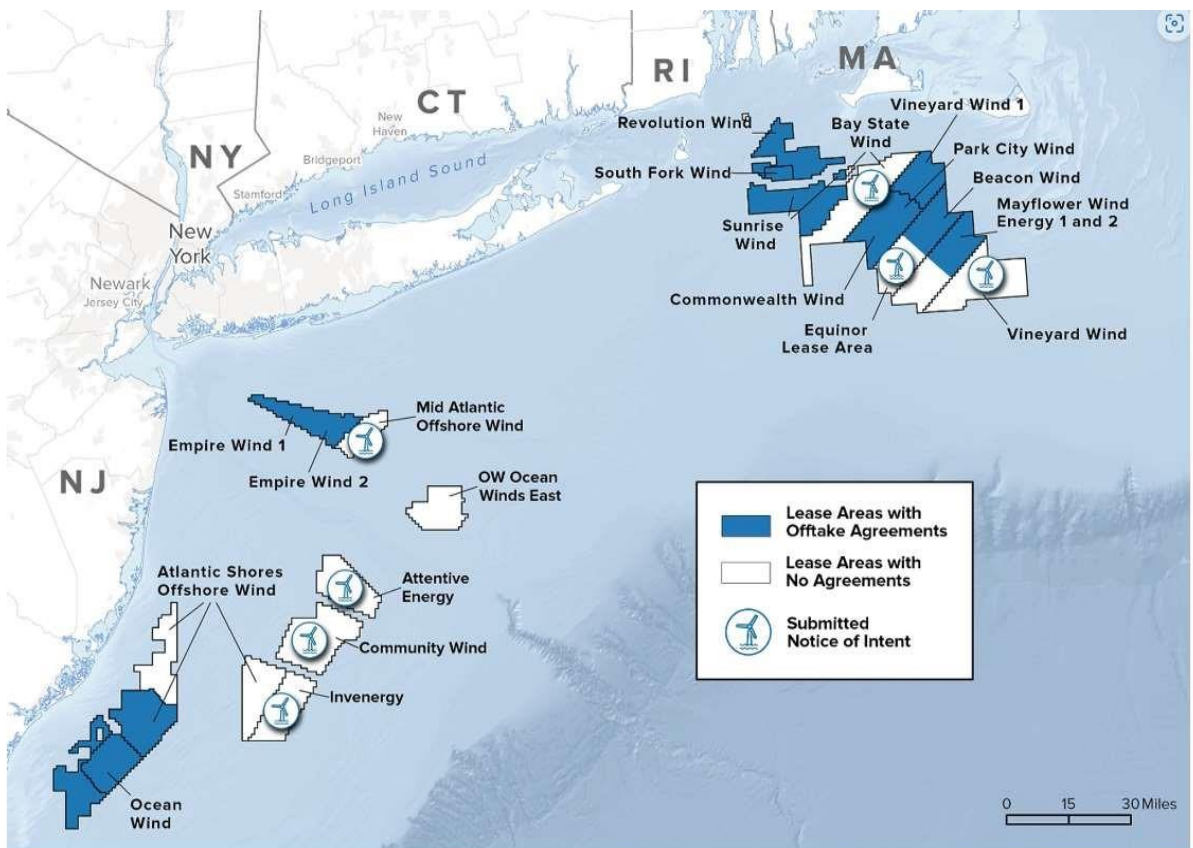 MA
RI
CT
NY
NJ
New
Haven
Bridgeport
Stamford
Long Island Sound
New
York
Newark
Jersey City
Revolution Wind
South Fork Wind
Sunrise
Wind
Bay State
Wind
Vineyard Wind 1
Park City Wind
Beacon Wind
Mayflower Wind
Energy 1 and 2
Commonwealth Wind
Equinor
Lease Area
Vineyard Wind
Empire Wind 1
Empire Wind 2
Mid Atlantic
Offshore Wind
OW Ocean
Winds East
Atlantic Shores
Offshore Wind
Attentive
Energy
Community Wind
Invenergy
Ocean
Wind
Lease Areas with
Offtake Agreements
Lease Areas with
No Agreements
Submitted
Notice of Intent
0 15 30 Miles